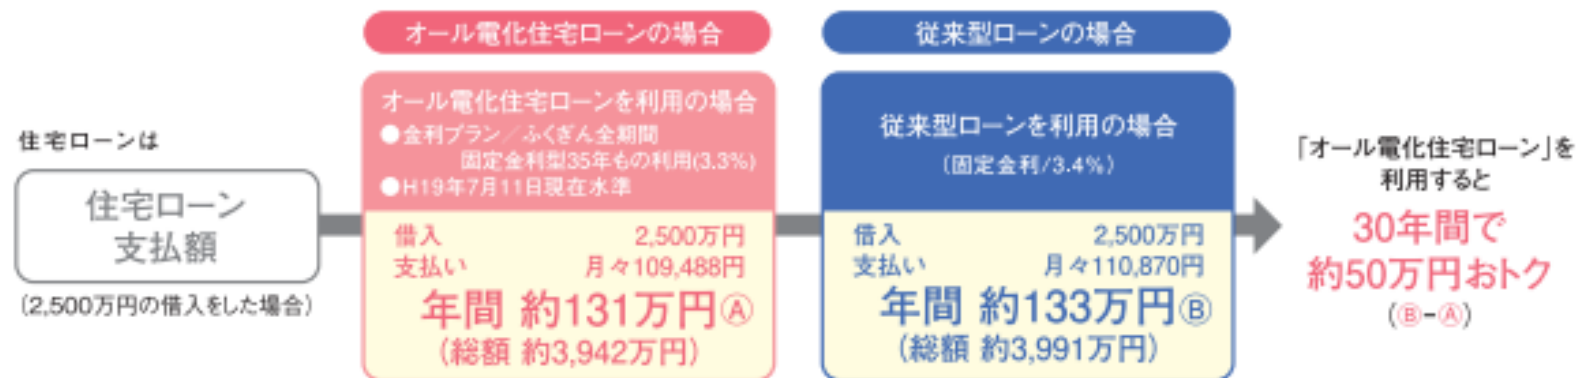 住宅ローンは
住宅ローン
支払額
(2,500万円の借入をした場合)
オール電化住宅ローンの場合
オール電化住宅ローンを利用の場合
●金利プラン／ふくぎん全期間
固定金利型35年もの利用(3.3%)
●H19年7月11日現在水準
借入 2,500万円
支払い 月々109,488円
年間 約131万円Ⓐ
(総額 約3,942万円)
従来型ローンの場合
従来型ローンを利用の場合
(固定金利/3.4%)
借入 2,500万円
支払い 月々110,870円
年間 約133万円Ⓑ
(総額 約3,991万円)
「オール電化住宅ローン」を
利用すると
30年間で
約50万円おトク
(Ⓑ-Ⓐ)